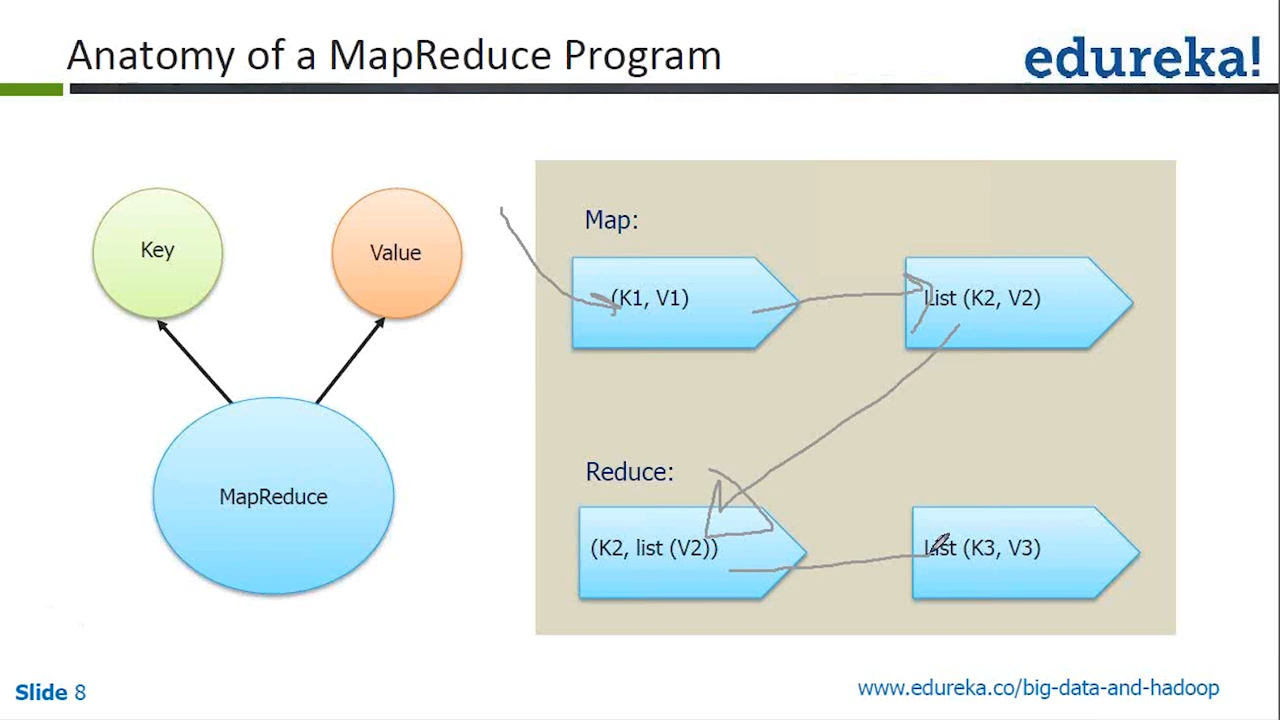 Anatomy of a MapReduce Program
edureka!
Key
Value
MapReduce
Map:
(K1, V1)
List (K2, V2)
Reduce:
(K2, list (V2))
List (K3, V3)
Slide 8
www.edureka.co/big-data-and-hadoop